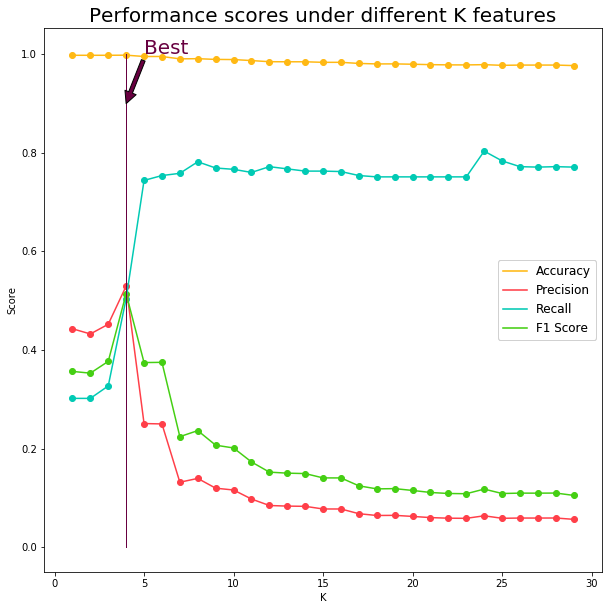 Performance scores under different K features
Best
1.0
0.8
0.6
0.4
0.2
0.0
Score
Accuracy
Precision
Recall
F1 Score
0 5 10 15 20 25 30
K